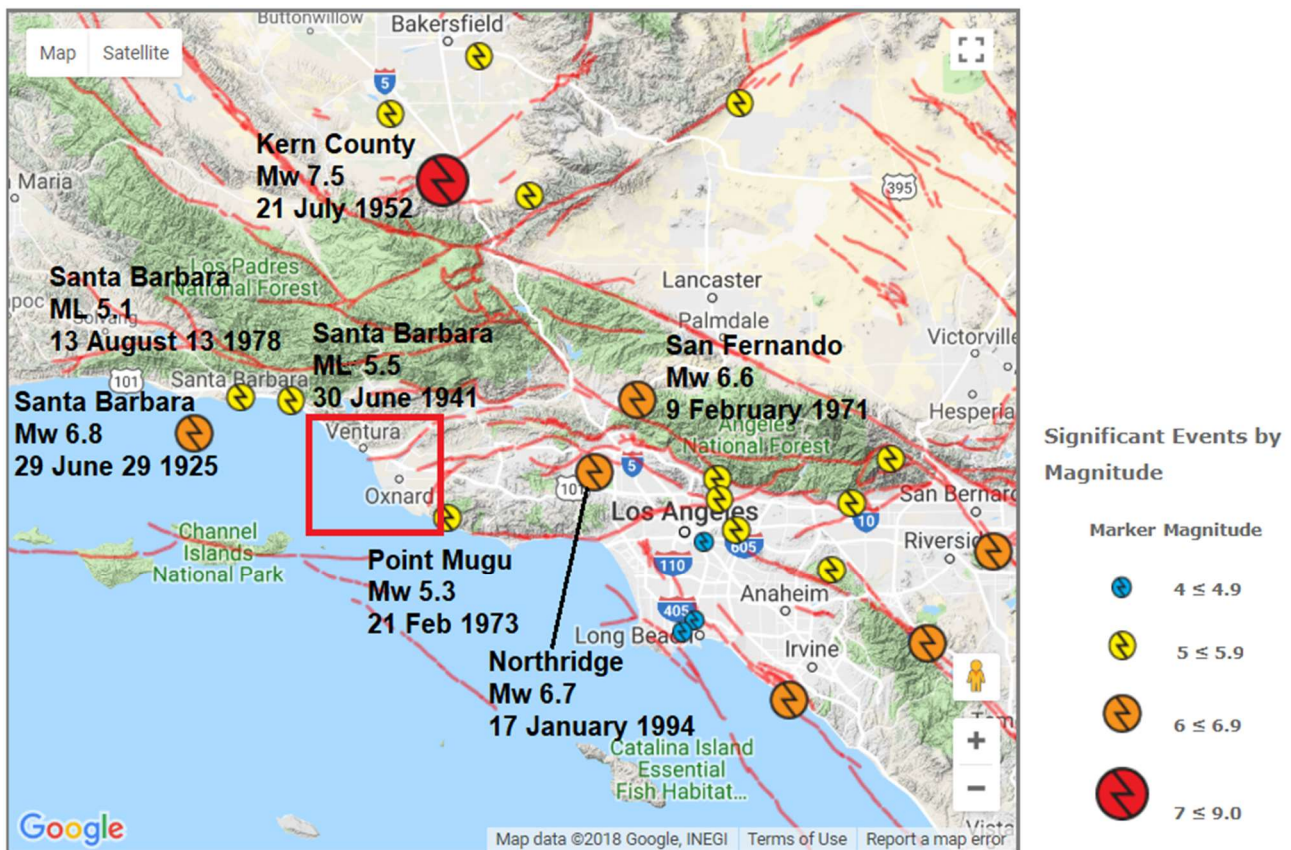 Buttonwillow
Bakersfield
Map
Satellite
5
Kern County
Mw 7.5
21 July 1952
Maria
395
Los Padres
National Forest
Santa Barbara
ML 5.1
13 August 13 1978
Solvang
Lancaster
Palmdale
Victorville
Santa Barbara
ML 5.5
30 June 1941
San Fernando
Mw 6.6
9 February 1971
101
Santa Barbara
Hesperia
Santa Barbara
Mw 6.8
29 June 29 1925
Ventura
Oxnard
Angeles
National Forest
5
101
Los Angeles
San Bernard
10
605
Riversid
110
Channel
Islands
National Park
Point Mugu
Mw 5.3
21 Feb 1973
Anaheim
405
Long Beach
Irvine
Northridge
Mw 6.7
17 January 1994
Catalina Island
Essential
Fish Habitat...
Vista
Google
Map data ©2018 Google, INEGI
Terms of Use
Report a map error
Significant Events by
Magnitude
Marker Magnitude
4 ≤ 4.9
5 ≤ 5.9
6 ≤ 6.9
7 ≤ 9.0